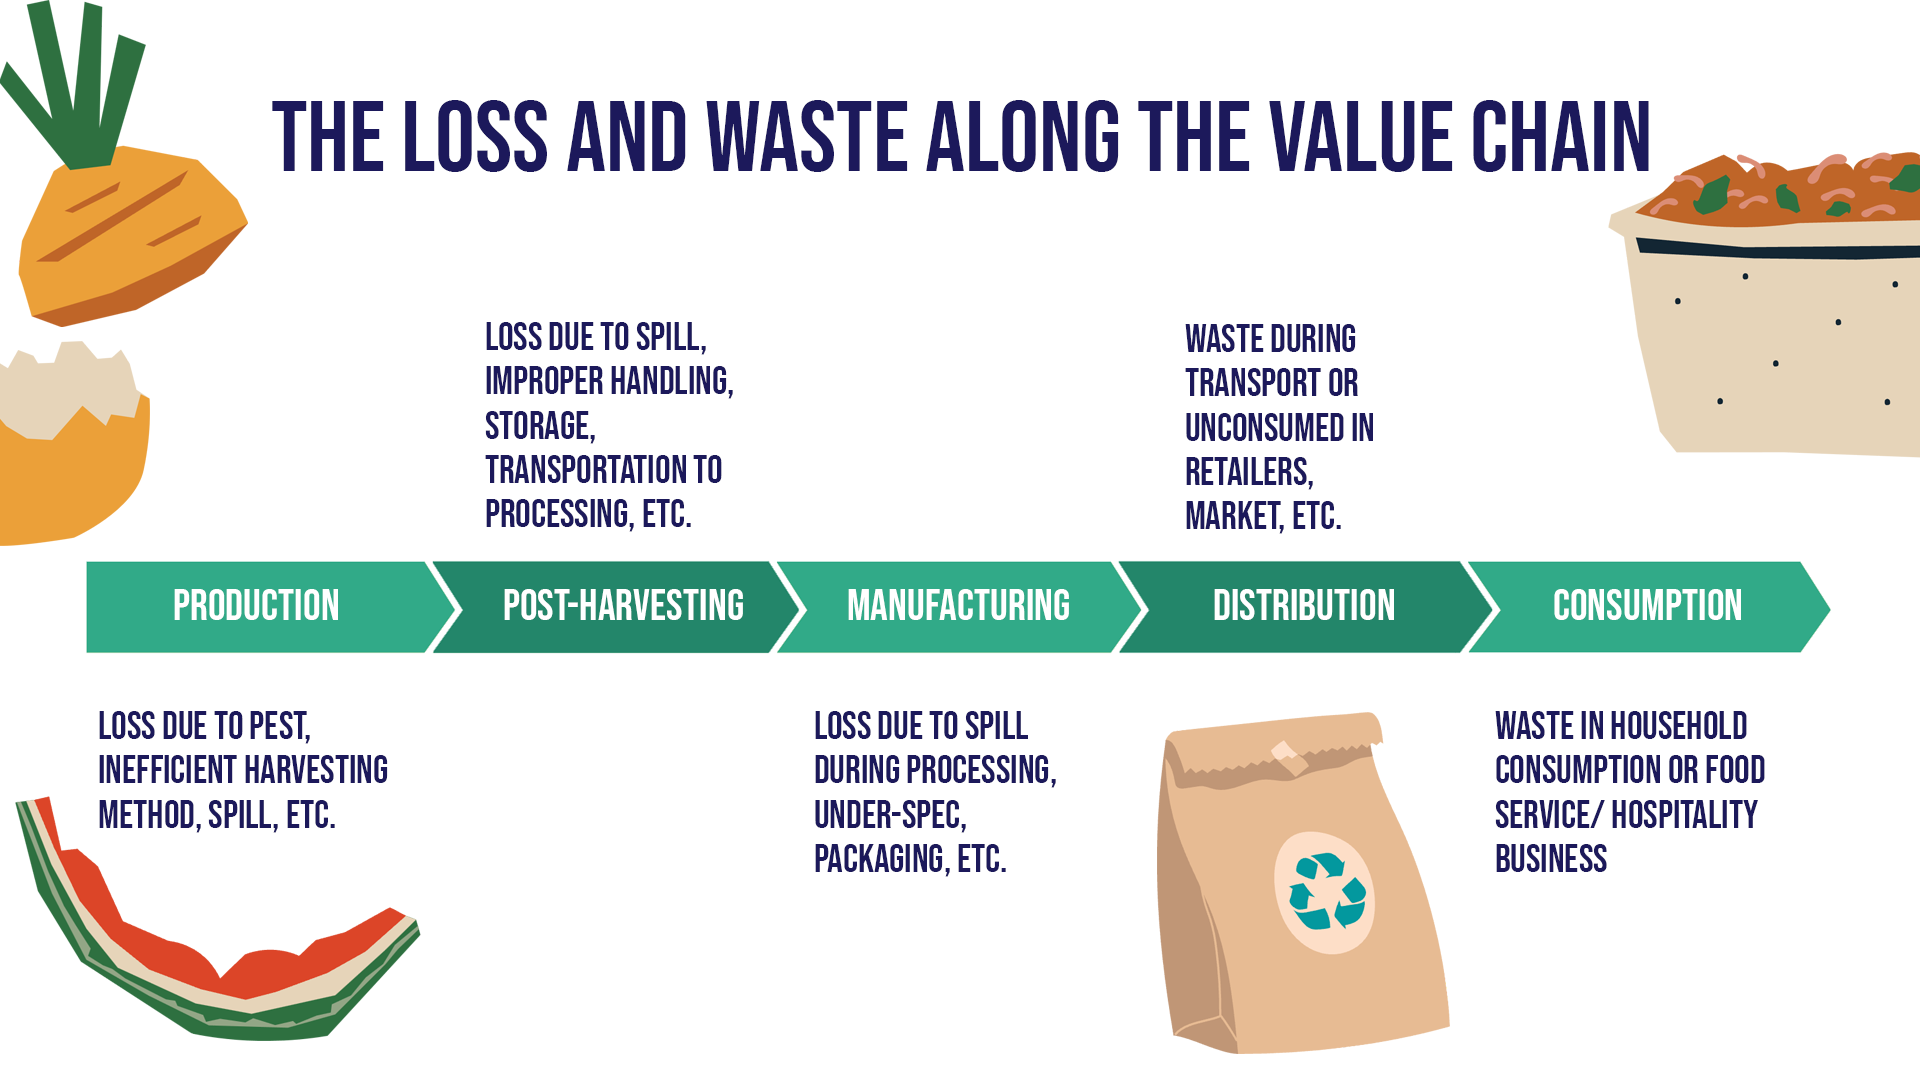 THE LOSS AND WASTE ALONG THE VALUE CHAIN
LOSS DUE TO SPILL,
IMPROPER HANDLING,
STORAGE,
TRANSPORTATION TO
PROCESSING, ETC.
WASTE DURING
TRANSPORT OR
UNCONSUMED IN
RETAILERS,
MARKET, ETC.
PRODUCTION
POST-HARVESTING
MANUFACTURING
DISTRIBUTION
CONSUMPTION
LOSS DUE TO PEST,
INEFFICIENT HARVESTING
METHOD, SPILL, ETC.
LOSS DUE TO SPILL
DURING PROCESSING,
UNDER-SPEC,
PACKAGING, ETC.
WASTE IN HOUSEHOLD
CONSUMPTION OR FOOD
SERVICE/ HOSPITALITY
BUSINESS